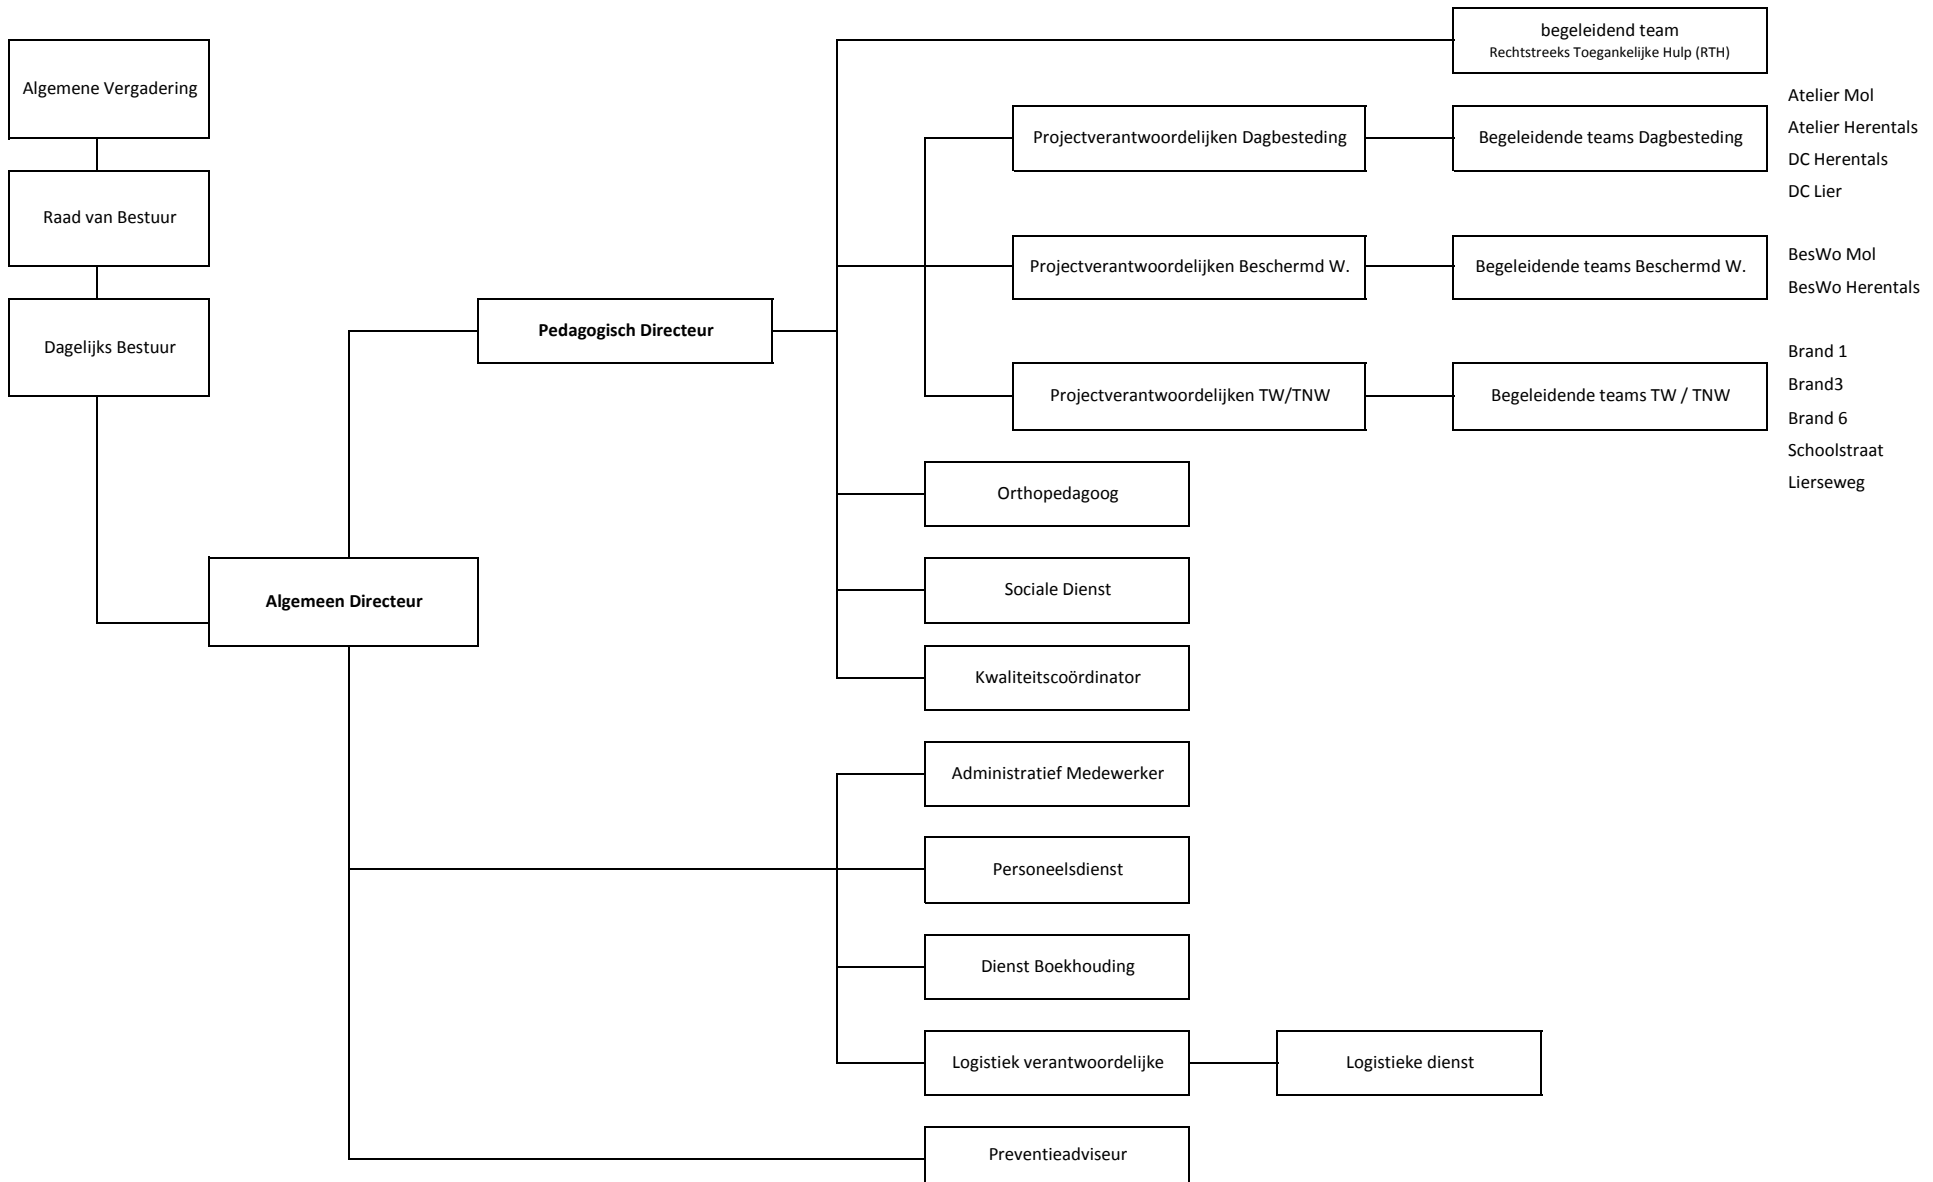 Algemene Vergadering
Raad van Bestuur
Dagelijks Bestuur
Algemeen Directeur
Pedagogisch Directeur
begeleidend team
Rechtstreeks Toegankelijke Hulp (RTH)
Projectverantwoordelijken Dagbesteding
Begeleidende teams Dagbesteding
Atelier Mol
Atelier Herentals
DC Herentals
DC Lier
Projectverantwoordelijken Beschermd W.
Begeleidende teams Beschermd W.
BesWo Mol
BesWo Herentals
Projectverantwoordelijken TW/TNW
Begeleidende teams TW / TNW
Brand 1
Brand3
Brand 6
Schoolstraat
Lierseweg
Orthopedagoog
Sociale Dienst
Kwaliteitscoördinator
Administratief Medewerker
Personeelsdienst
Dienst Boekhouding
Logistiek verantwoordelijke
Logistieke dienst
Preventieadviseur